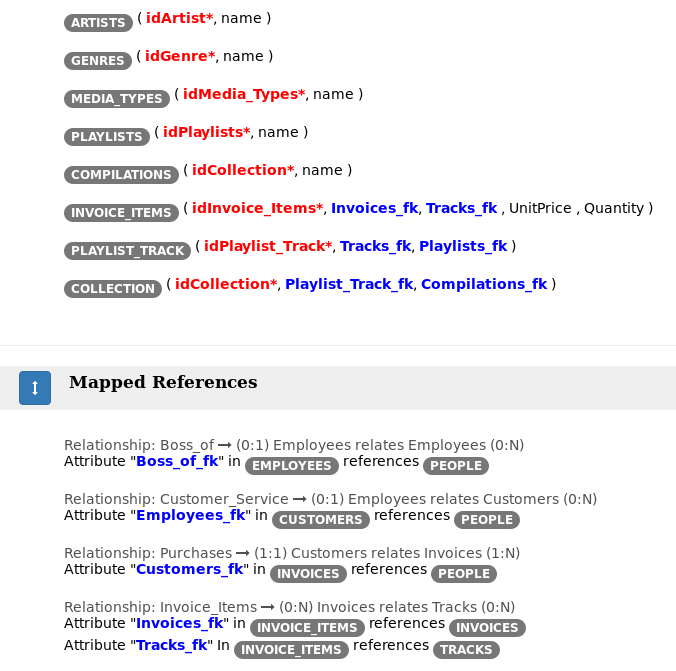 ARTISTS ( idArtist*, name )
GENRES ( idGenre*, name )
MEDIA_TYPES ( idMedia_Types*, name )
PLAYLISTS ( idPlaylists*, name )
COMPILATIONS ( idCollection*, name )
INVOICE_ITEMS ( idInvoice_Items*, Invoices_fk, Tracks_fk , UnitPrice , Quantity )
PLAYLIST_TRACK ( idPlaylist_Track*, Tracks_fk, Playlists_fk )
COLLECTION ( idCollection*, Playlist_Track_fk, Compilations_fk )
Mapped References
Relationship: Boss_of → (0:1) Employees relates Employees (0:N)
Attribute "Boss_of_fk" in EMPLOYEES references PEOPLE
Relationship: Customer_Service → (0:1) Employees relates Customers (0:N)
Attribute "Employees_fk" in CUSTOMERS references PEOPLE
Relationship: Purchases → (1:1) Customers relates Invoices (1:N)
Attribute "Customers_fk" in INVOICES references PEOPLE
Relationship: Invoice_Items → (0:N) Invoices relates Tracks (0:N)
Attribute "Invoices_fk" in INVOICE_ITEMS references INVOICES
Attribute "Tracks_fk" In INVOICE_ITEMS references TRACKS